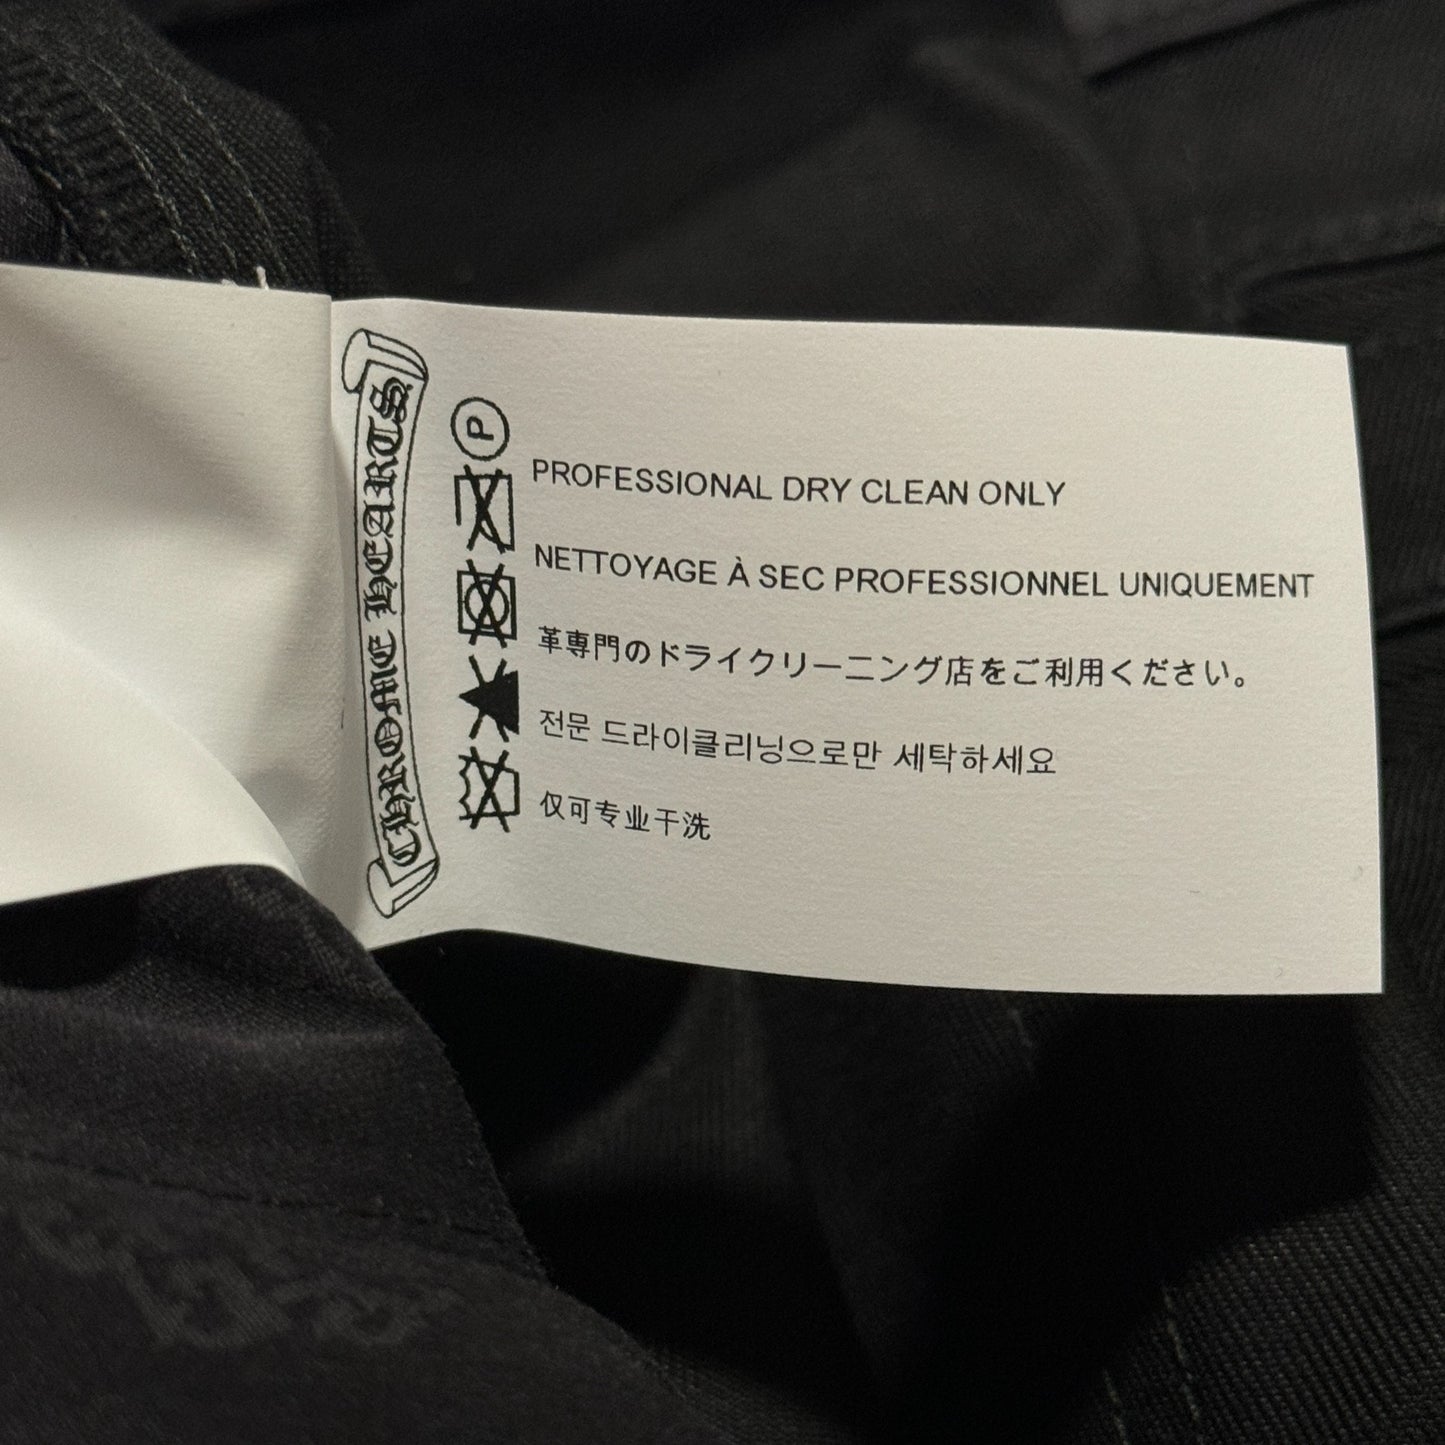 CHROME HEARTS
P
PROFESSIONAL DRY CLEAN ONLY
NETTOYAGE À SEC PROFESSIONNEL UNIQUEMENT
革専門のドライクリーニング店をご利用ください。
전문 드라이클리닝으로만 세탁하세요
仅可专业干洗